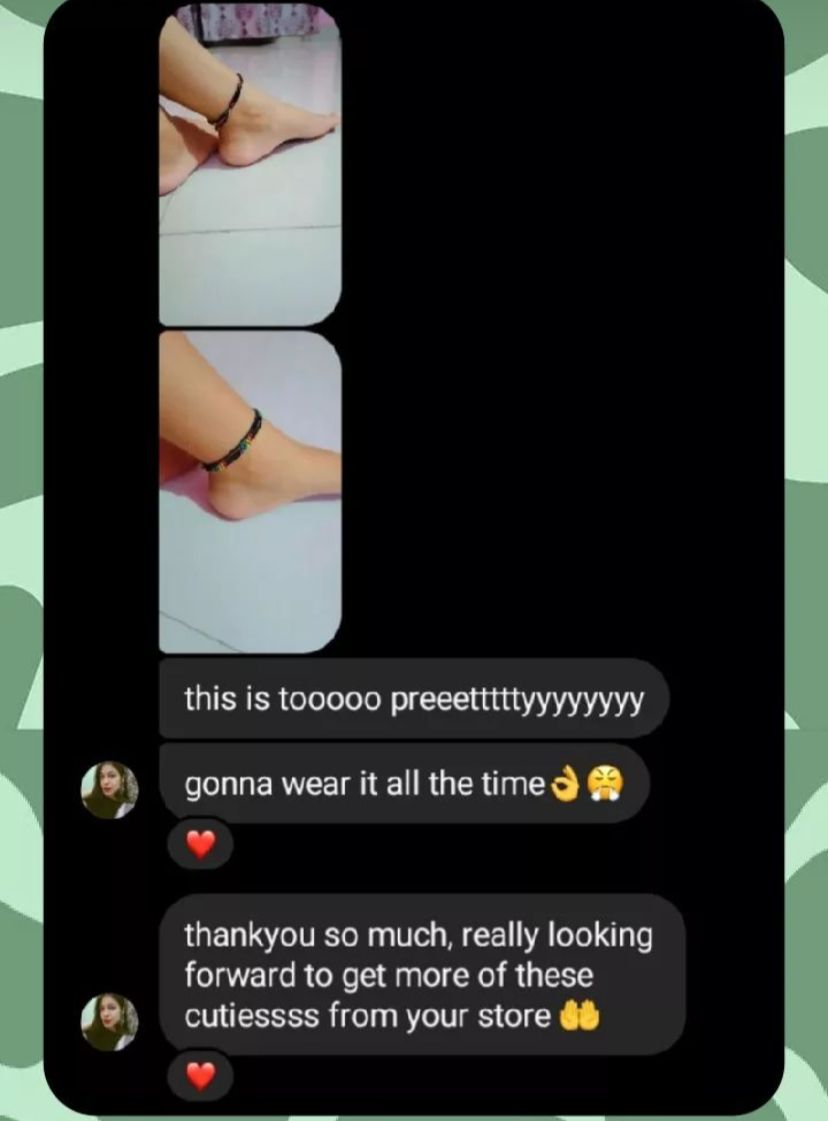 this is tooooo preeetttttyyyyyyyy
gonna wear it all the time👌😤
❤️
thankyou so much, really looking
forward to get more of these
cutiessss from your store 🤲
❤️